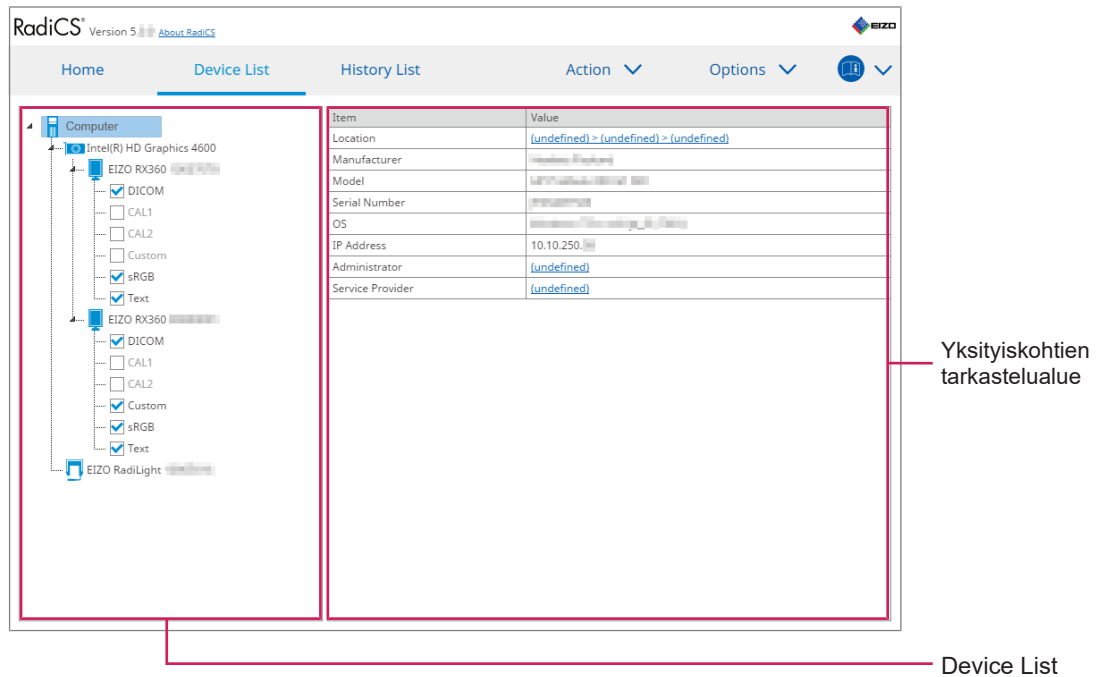 RadiCS® Version 5. About RadiCS
EIZO
Home Device List History List Action Options
Computer
Intel(R) HD Graphics 4600
EIZO RX360
DICOM
CAL1
CAL2
Custom
sRGB
Text
EIZO RX360
DICOM
CAL1
CAL2
Custom
sRGB
Text
EIZO RadiLight
Item Value
Location (undefined) > (undefined) > (undefined)
Manufacturer
Model
Serial Number
OS
IP Address 10.10.250.
Administrator (undefined)
Service Provider (undefined)
Yksityiskohtien
tarkastelualue
Device List